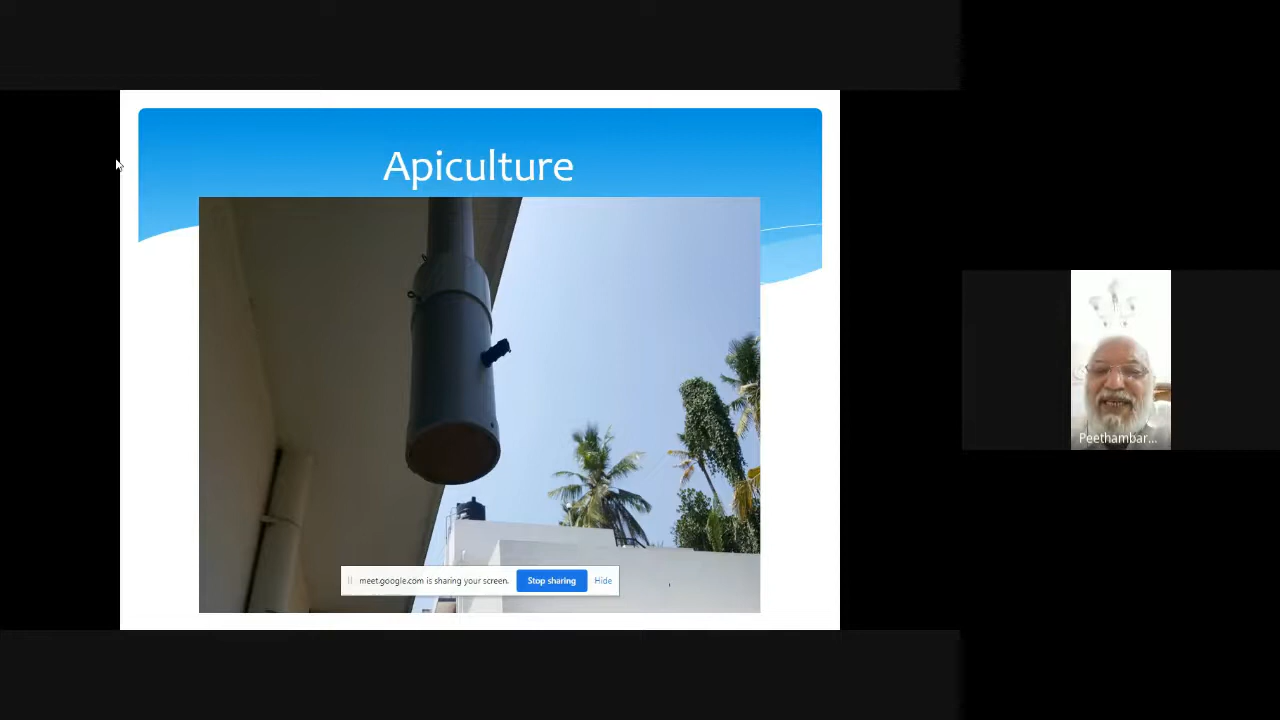 Apiculture
Peethambar...
meet.google.com is sharing your screen.
Stop sharing
Hide